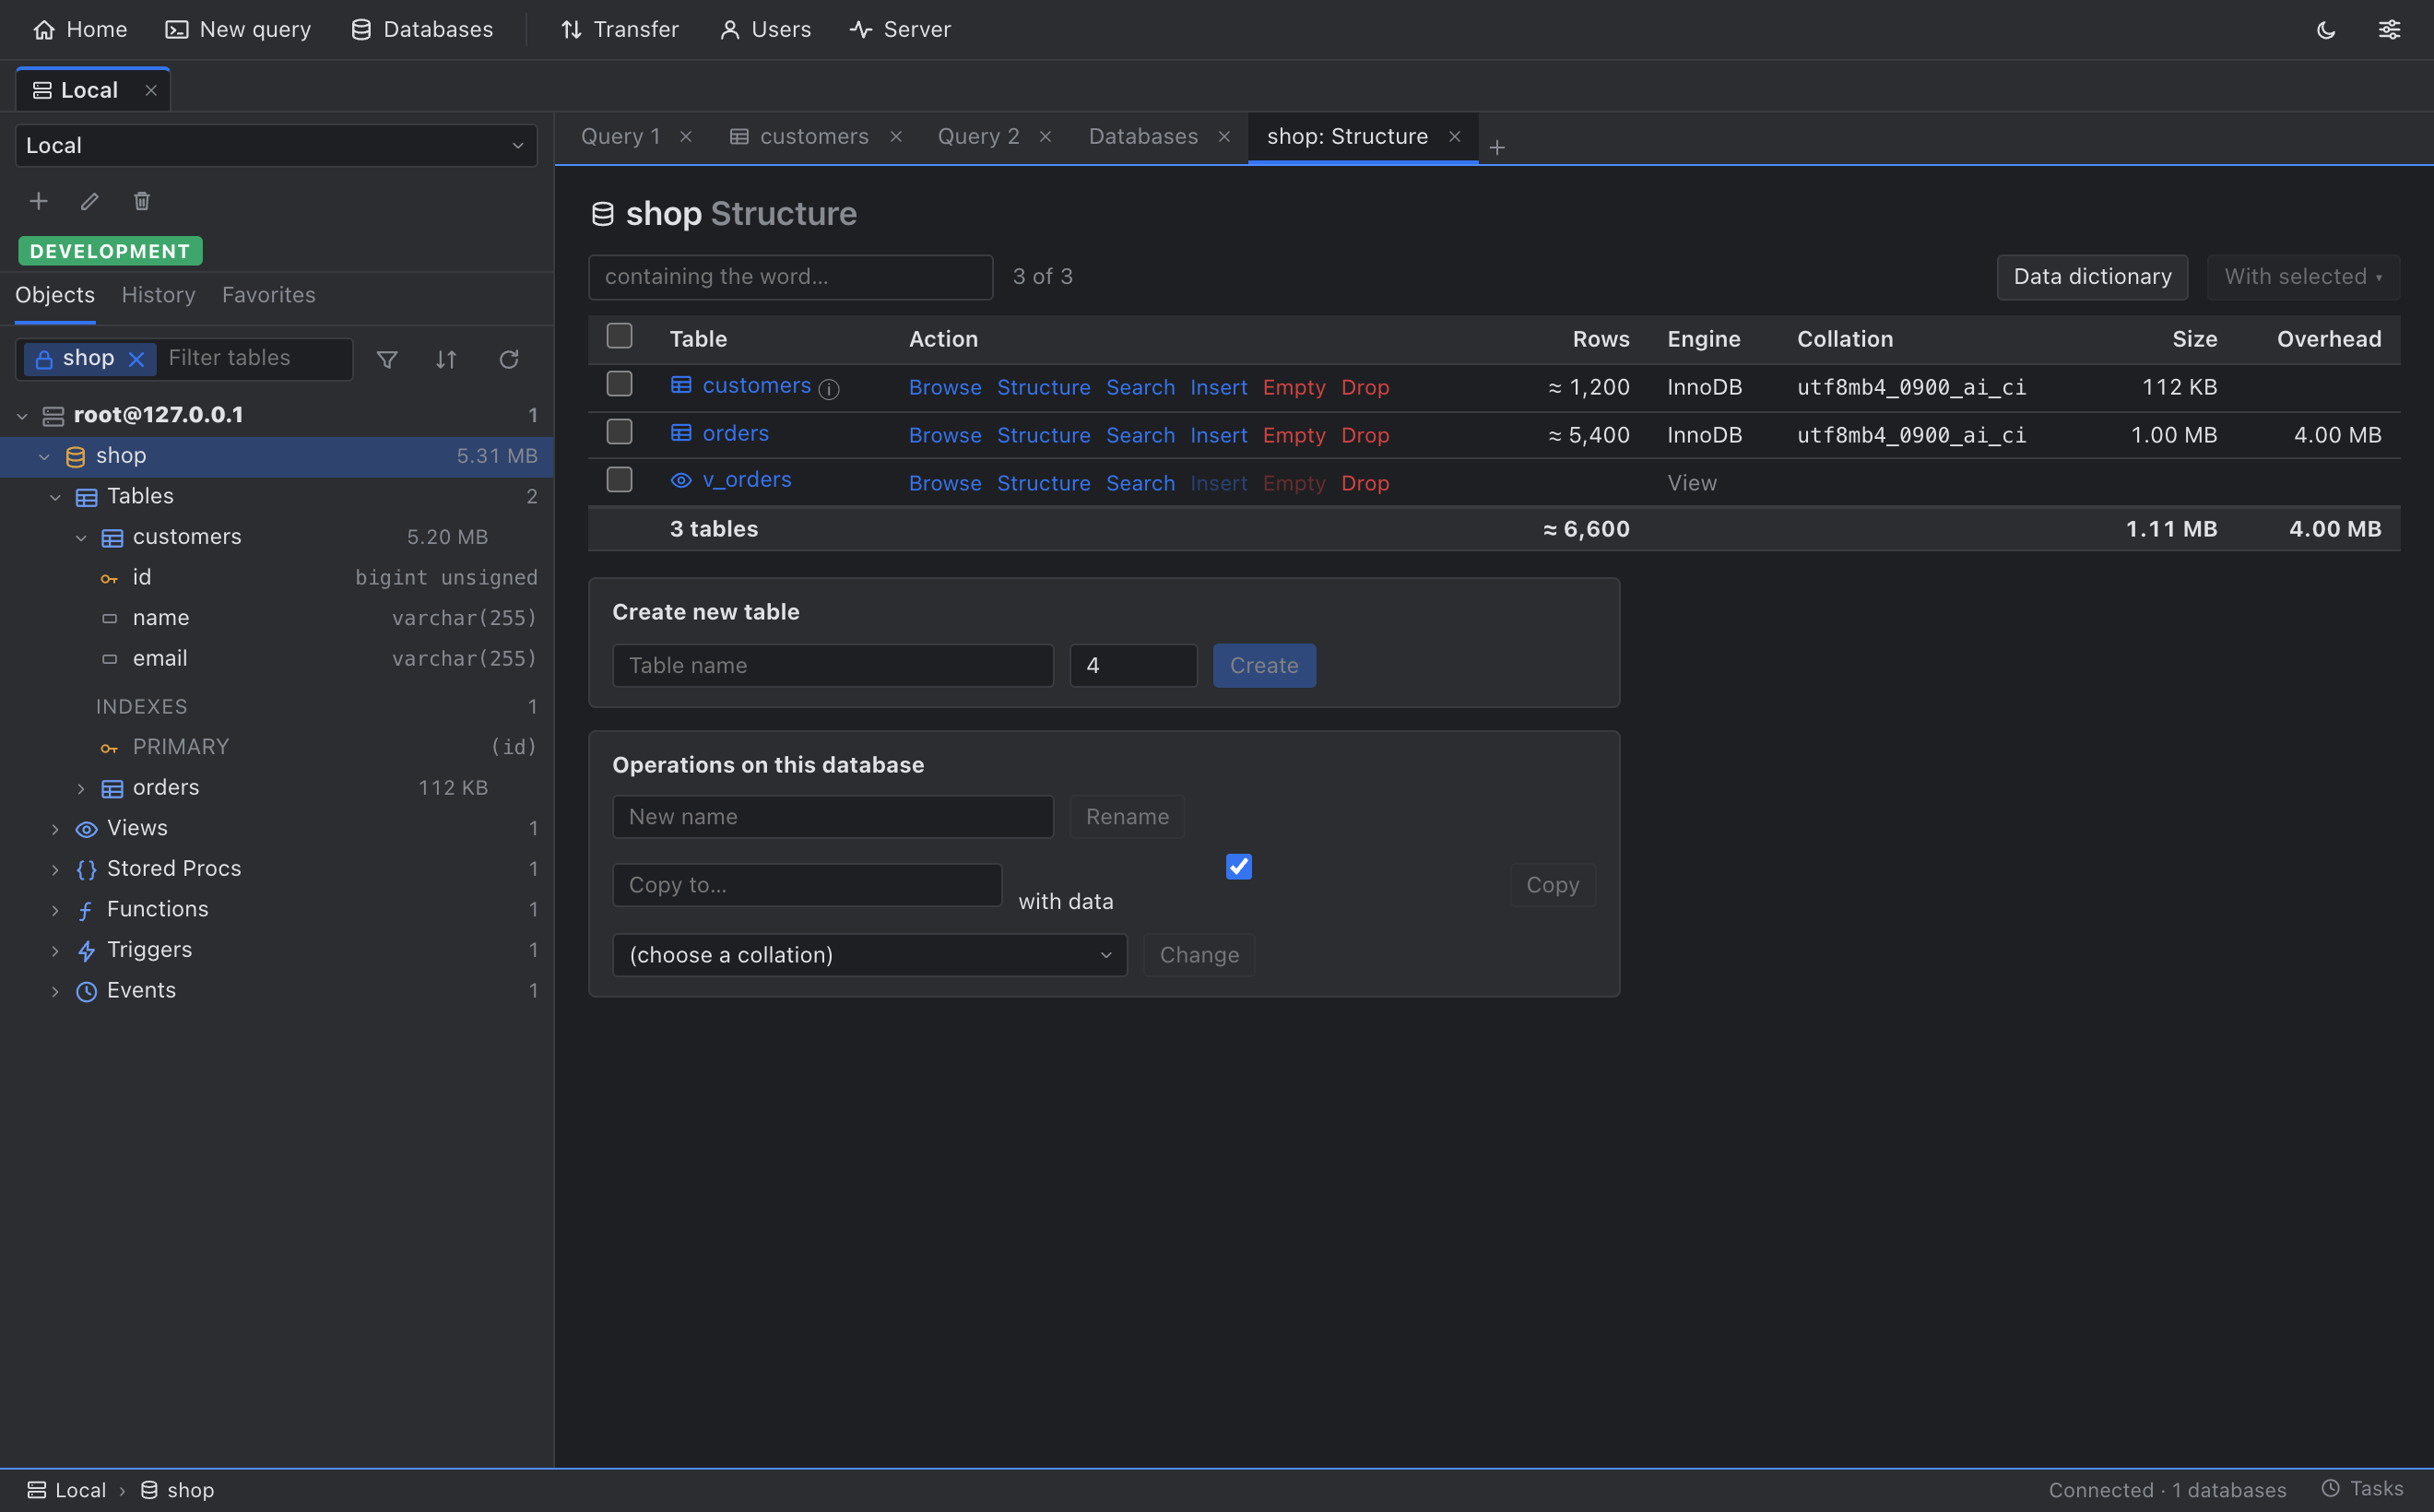 Home New query Databases Transfer Users Server
Local
Local
DEVELOPMENT
Objects History Favorites
shop Filter tables
root@127.0.0.1 1
shop 5.31 MB
Tables 2
customers 5.20 MB
id bigint unsigned
name varchar(255)
email varchar(255)
INDEXES 1
PRIMARY (id)
orders 112 KB
Views 1
Stored Procs 1
Functions 1
Triggers 1
Events 1
Query 1 customers Query 2 Databases shop: Structure
shop Structure
containing the word... 3 of 3 Data dictionary With selected
Table Action Rows Engine Collation Size Overhead
customers Browse Structure Search Insert Empty Drop ≈ 1,200 InnoDB utf8mb4_0900_ai_ci 112 KB
orders Browse Structure Search Insert Empty Drop ≈ 5,400 InnoDB utf8mb4_0900_ai_ci 1.00 MB 4.00 MB
v_orders Browse Structure Search Insert Empty Drop View
3 tables ≈ 6,600 1.11 MB 4.00 MB
Create new table
Table name 4 Create
Operations on this database
New name Rename
Copy to... with data Copy
(choose a collation) Change
Local › shop Connected · 1 databases Tasks